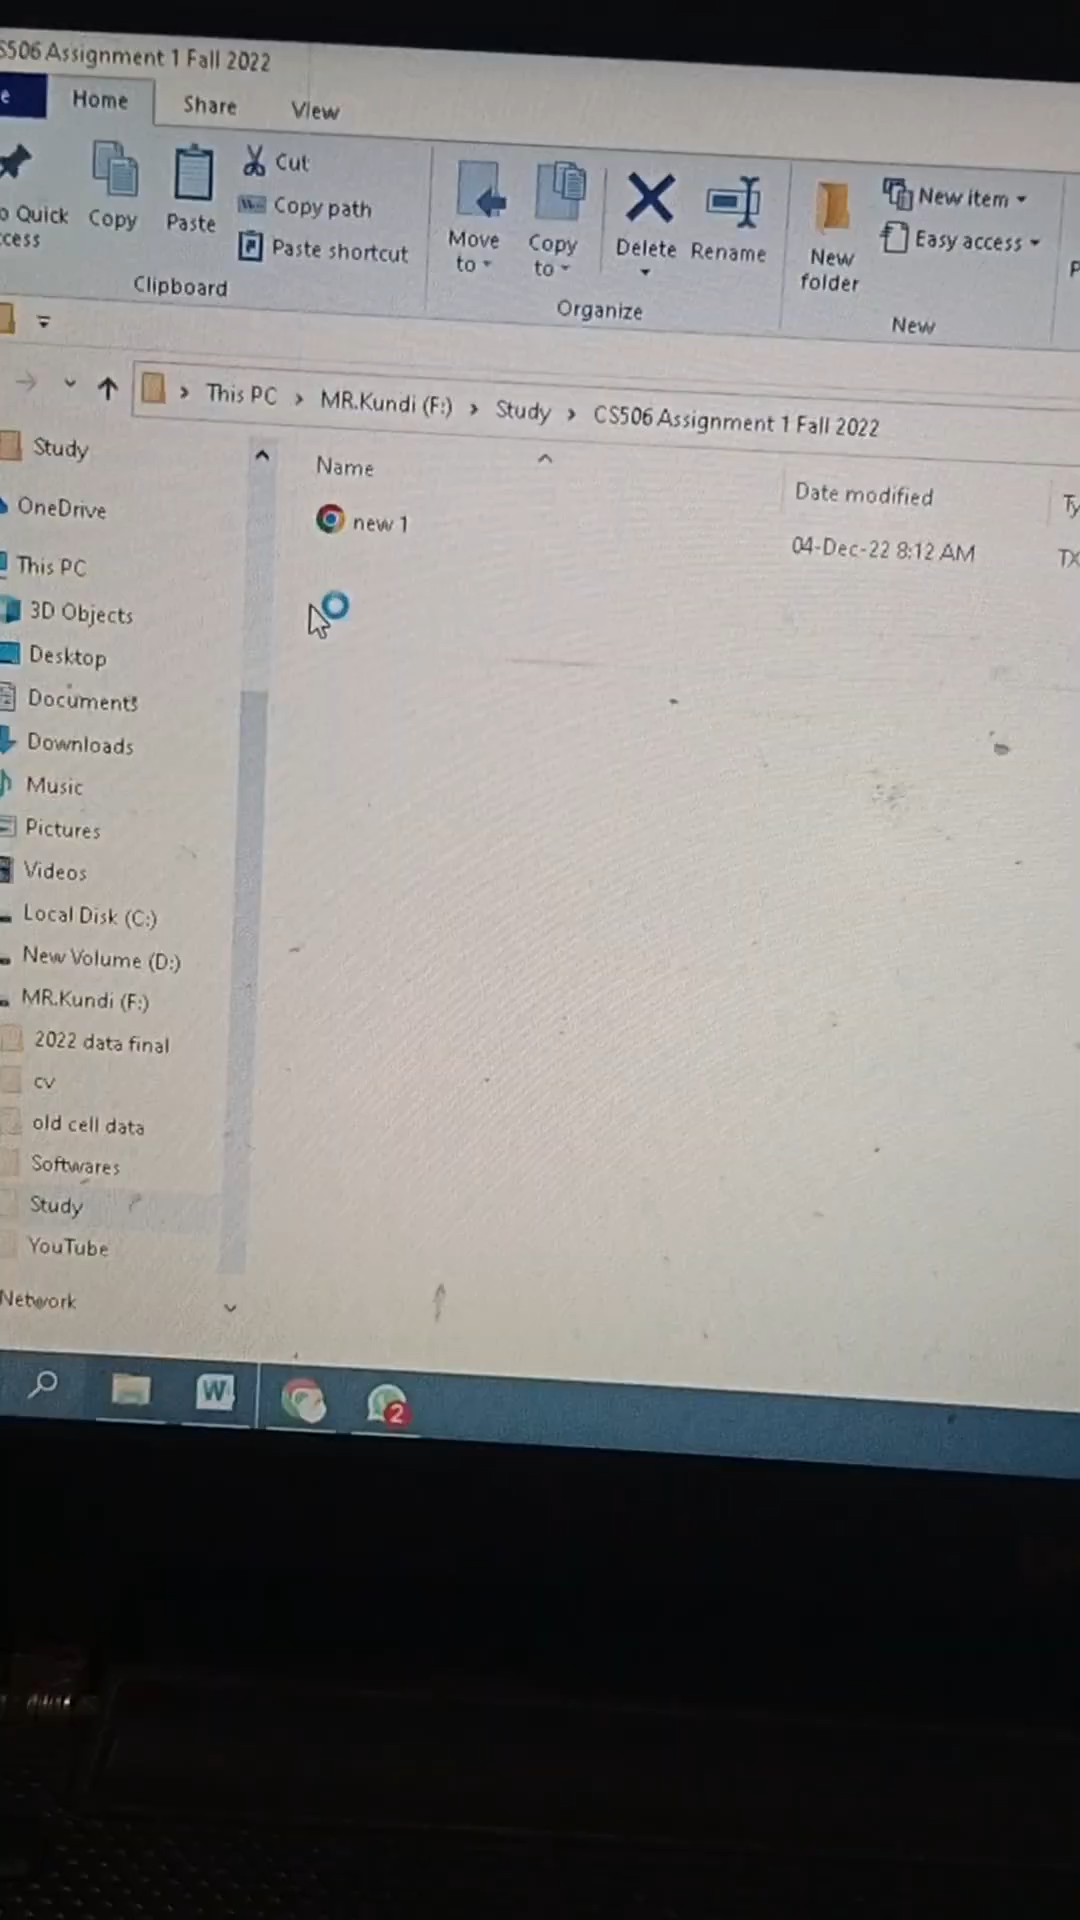 S506 Assignment 1 Fall 2022
e Home Share View
Cut
Copy path
Paste shortcut
Quick
Copy
Paste
Clipboard
Move to
Copy to
Delete
Rename
Organize
New folder
New item
Easy access
New
This PC > MR.Kundi (F:) > Study > CS506 Assignment 1 Fall 2022
Name
Date modified
Ty
new 1
04-Dec-22 8:12 AM
TX
Study
OneDrive
This PC
3D Objects
Desktop
Documents
Downloads
Music
Pictures
Videos
Local Disk (C:)
New Volume (D:)
MR.Kundi (F:)
2022 data final
cv
old cell data
Softwares
Study
YouTube
Network
W
2